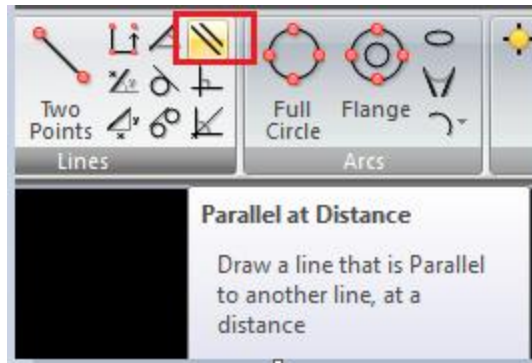 Two
Points
Full
Circle
Flange
Lines
Arcs
Parallel at Distance
Draw a line that is Parallel
to another line, at a
distance